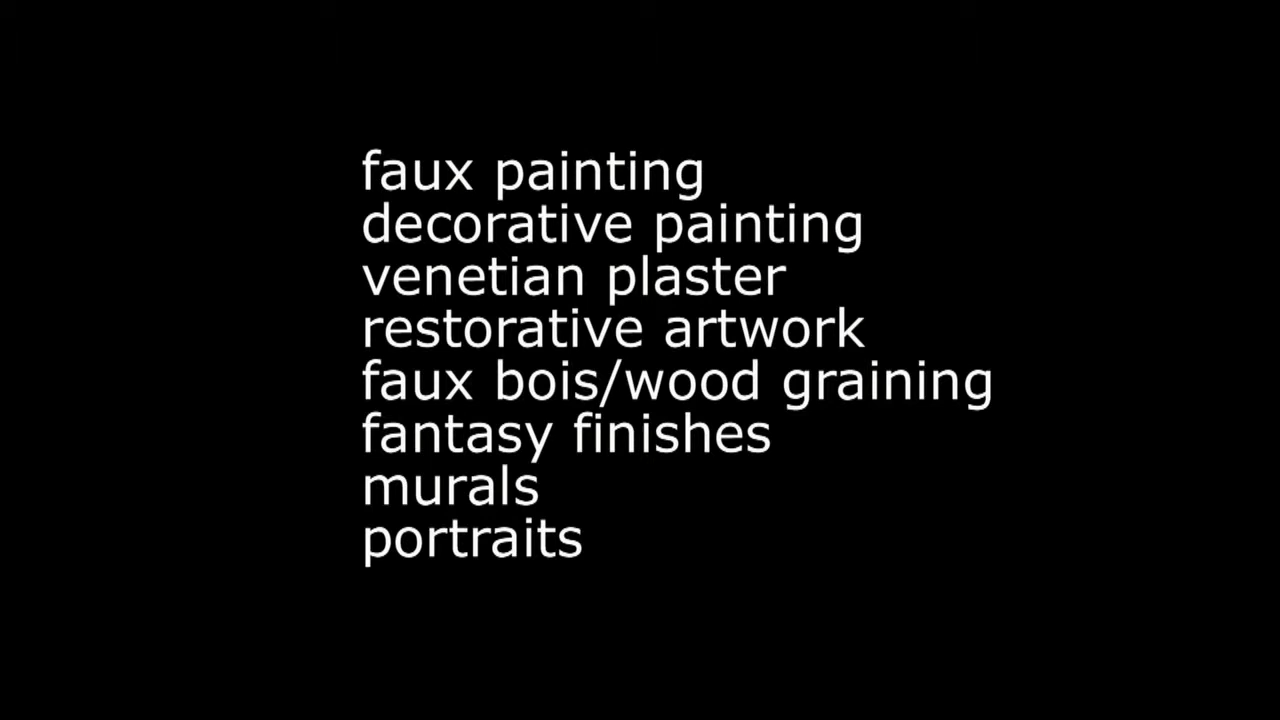 faux painting
decorative painting
venetian plaster
restorative artwork
faux bois/wood graining
fantasy finishes
murals
portraits